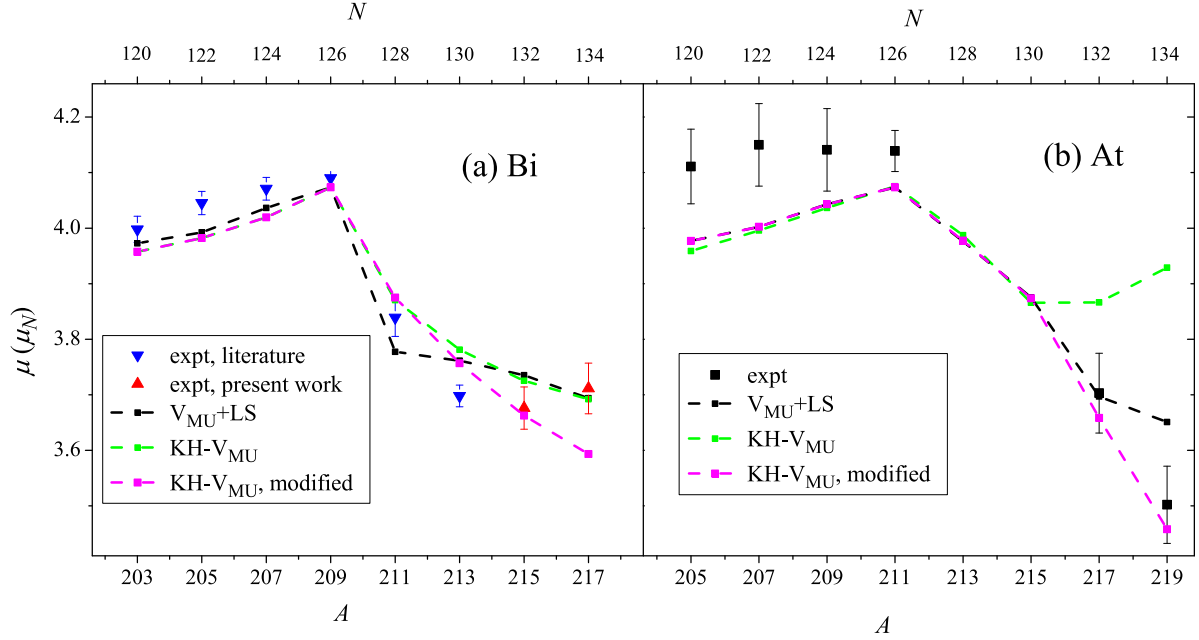 N N
120 122 124 126 128 130 132 134 120 122 124 126 128 130 132 134
4.2
4.0
3.8
3.6
μ (μN)
(a) Bi
(b) At
expt, literature
expt, present work
VMU+LS
KH-VMU
KH-VMU, modified
expt
VMU+LS
KH-VMU
KH-VMU, modified
203 205 207 209 211 213 215 217 205 207 209 211 213 215 217 219
A A